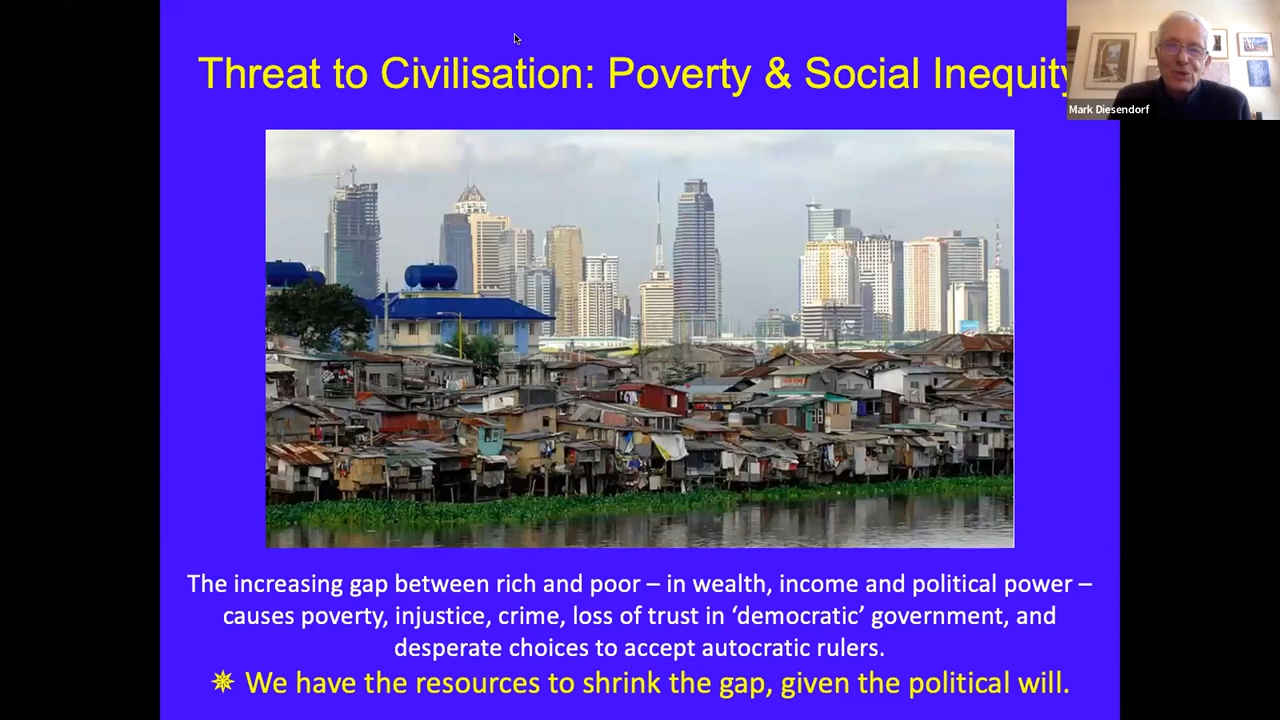 Threat to Civilisation: Poverty & Social Inequity
Mark Diesendorf
The increasing gap between rich and poor – in wealth, income and political power –
causes poverty, injustice, crime, loss of trust in ‘democratic’ government, and
desperate choices to accept autocratic rulers.
✵ We have the resources to shrink the gap, given the political will.